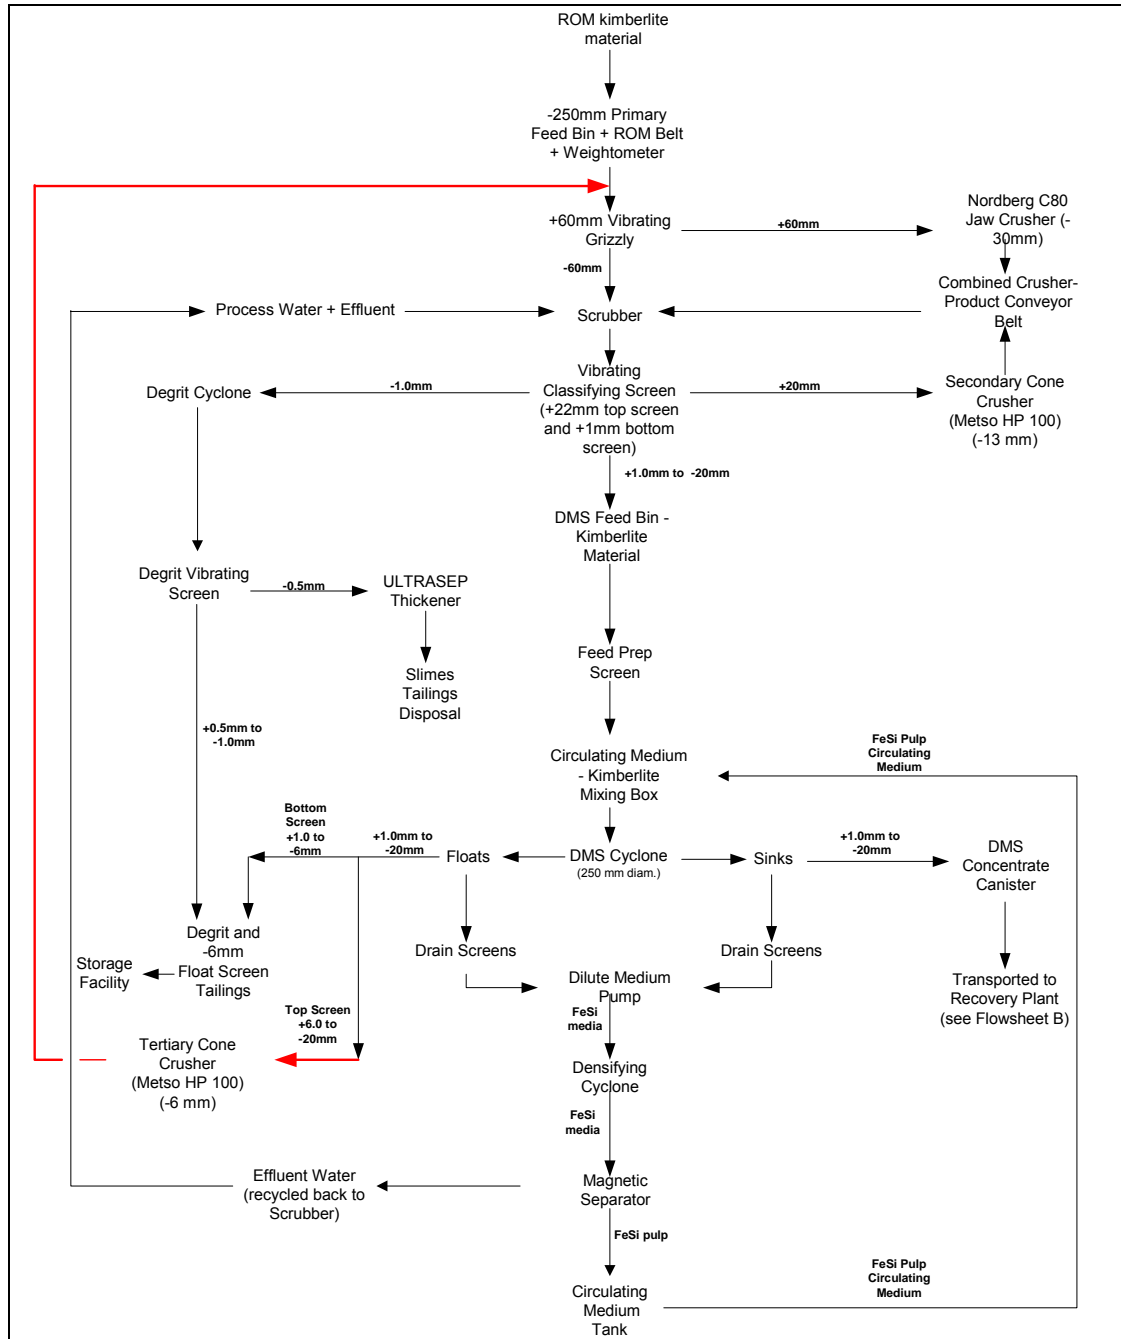 ROM kimberlite
material
-250mm Primary
Feed Bin + ROM Belt
+ Weightometer
+60mm Vibrating
Grizzly
+60mm
Nordberg C80
Jaw Crusher (-
30mm)
-60mm
Process Water + Effluent
Scrubber
Combined Crusher-
Product Conveyor
Belt
Degrit Cyclone
-1.0mm
Vibrating
Classifying Screen
(+22mm top screen
and +1mm bottom
screen)
+20mm
Secondary Cone
Crusher
(Metso HP 100)
(-13 mm)
+1.0mm to -20mm
DMS Feed Bin -
Kimberlite
Material
Degrit Vibrating
Screen
-0.5mm
ULTRASEP
Thickener
Slimes
Tailings
Disposal
Feed Prep
Screen
+0.5mm to
-1.0mm
Circulating Medium
- Kimberlite
Mixing Box
FeSi Pulp
Circulating
Medium
Bottom
Screen
+1.0 to
-6mm
+1.0mm to
-20mm
Floats
DMS Cyclone
(250 mm diam.)
Sinks
+1.0mm to
-20mm
DMS
Concentrate
Canister
Degrit and
-6mm
Float Screen
Tailings
Storage
Facility
Drain Screens
Drain Screens
Dilute Medium
Pump
Transported to
Recovery Plant
(see Flowsheet B)
Top Screen
+6.0 to
-20mm
FeSi
media
Tertiary Cone
Crusher
(Metso HP 100)
(-6 mm)
Densifying
Cyclone
FeSi
media
Effluent Water
(recycled back to
Scrubber)
Magnetic
Separator
FeSi pulp
Circulating
Medium
Tank
FeSi Pulp
Circulating
Medium